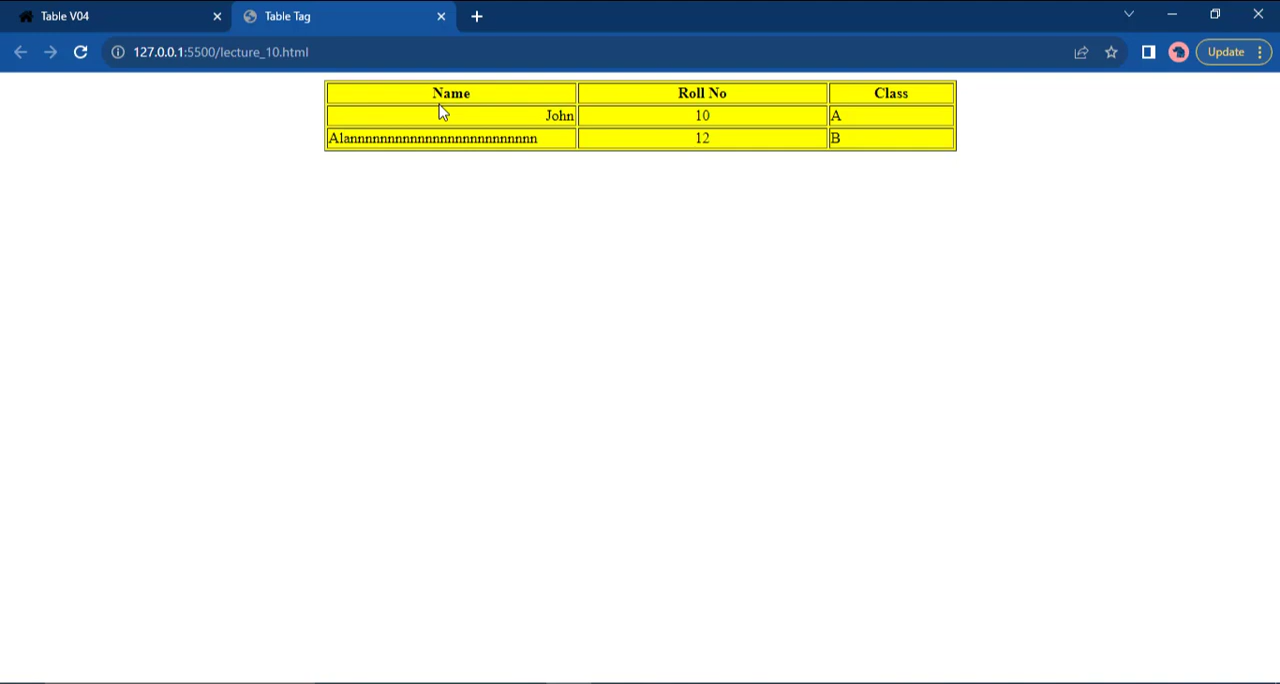 Table V04
Table Tag
127.0.0.1:5500/lecture_10.html
Update
Name Roll No Class
John 10 A
Alannnnnnnnnnnnnnnnnnnnnnnnn 12 B